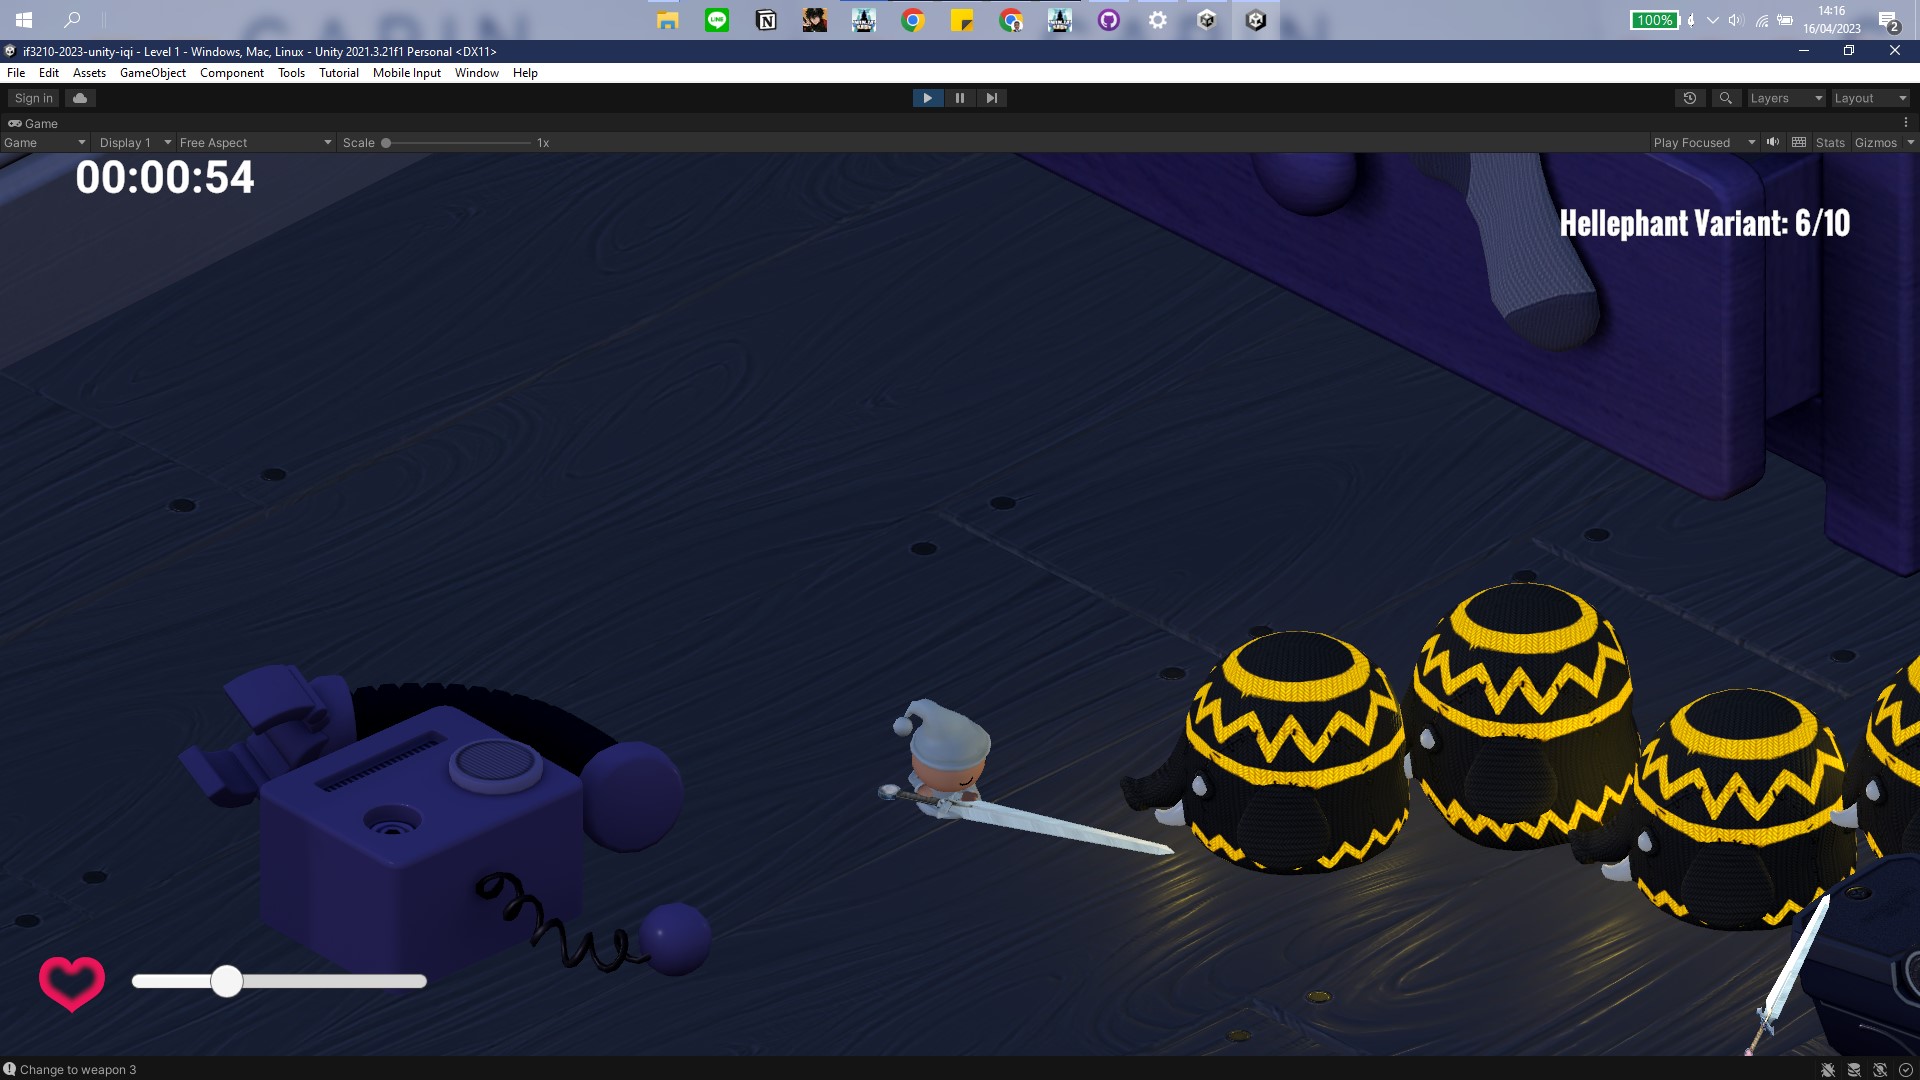 100%
14:16
16/04/2023
2
if3210-2023-unity-iqi - Level 1 - Windows, Mac, Linux - Unity 2021.3.21f1 Personal <DX11>
File Edit Assets GameObject Component Tools Tutorial Mobile Input Window Help
Sign in
Layers Layout
Game
Game Display 1 Free Aspect Scale 1x Play Focused Stats Gizmos
00:00:54
Hellephant Variant: 6/10
Change to weapon 3